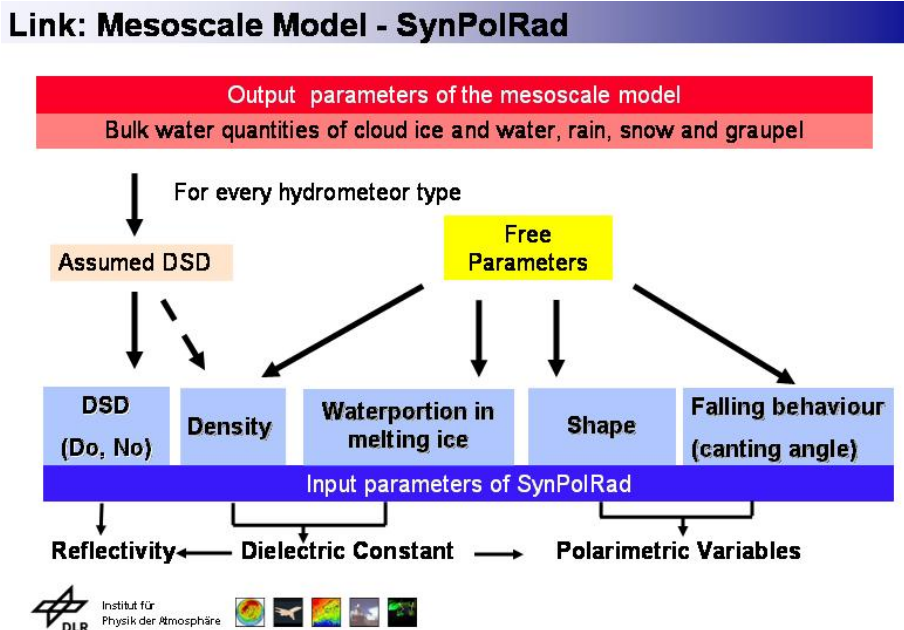 Link: Mesoscale Model - SynPolRad
Output parameters of the mesoscale model
Bulk water quantities of cloud ice and water, rain, snow and graupel
For every hydrometeor type
Free
Parameters
Assumed DSD
DSD
(Do, No)
Density
Waterportion in
melting ice
Shape
Falling behaviour
(canting angle)
Input parameters of SynPolRad
Reflectivity
Dielectric Constant
Polarimetric Variables
DLR
Institut für
Physik der Atmosphäre